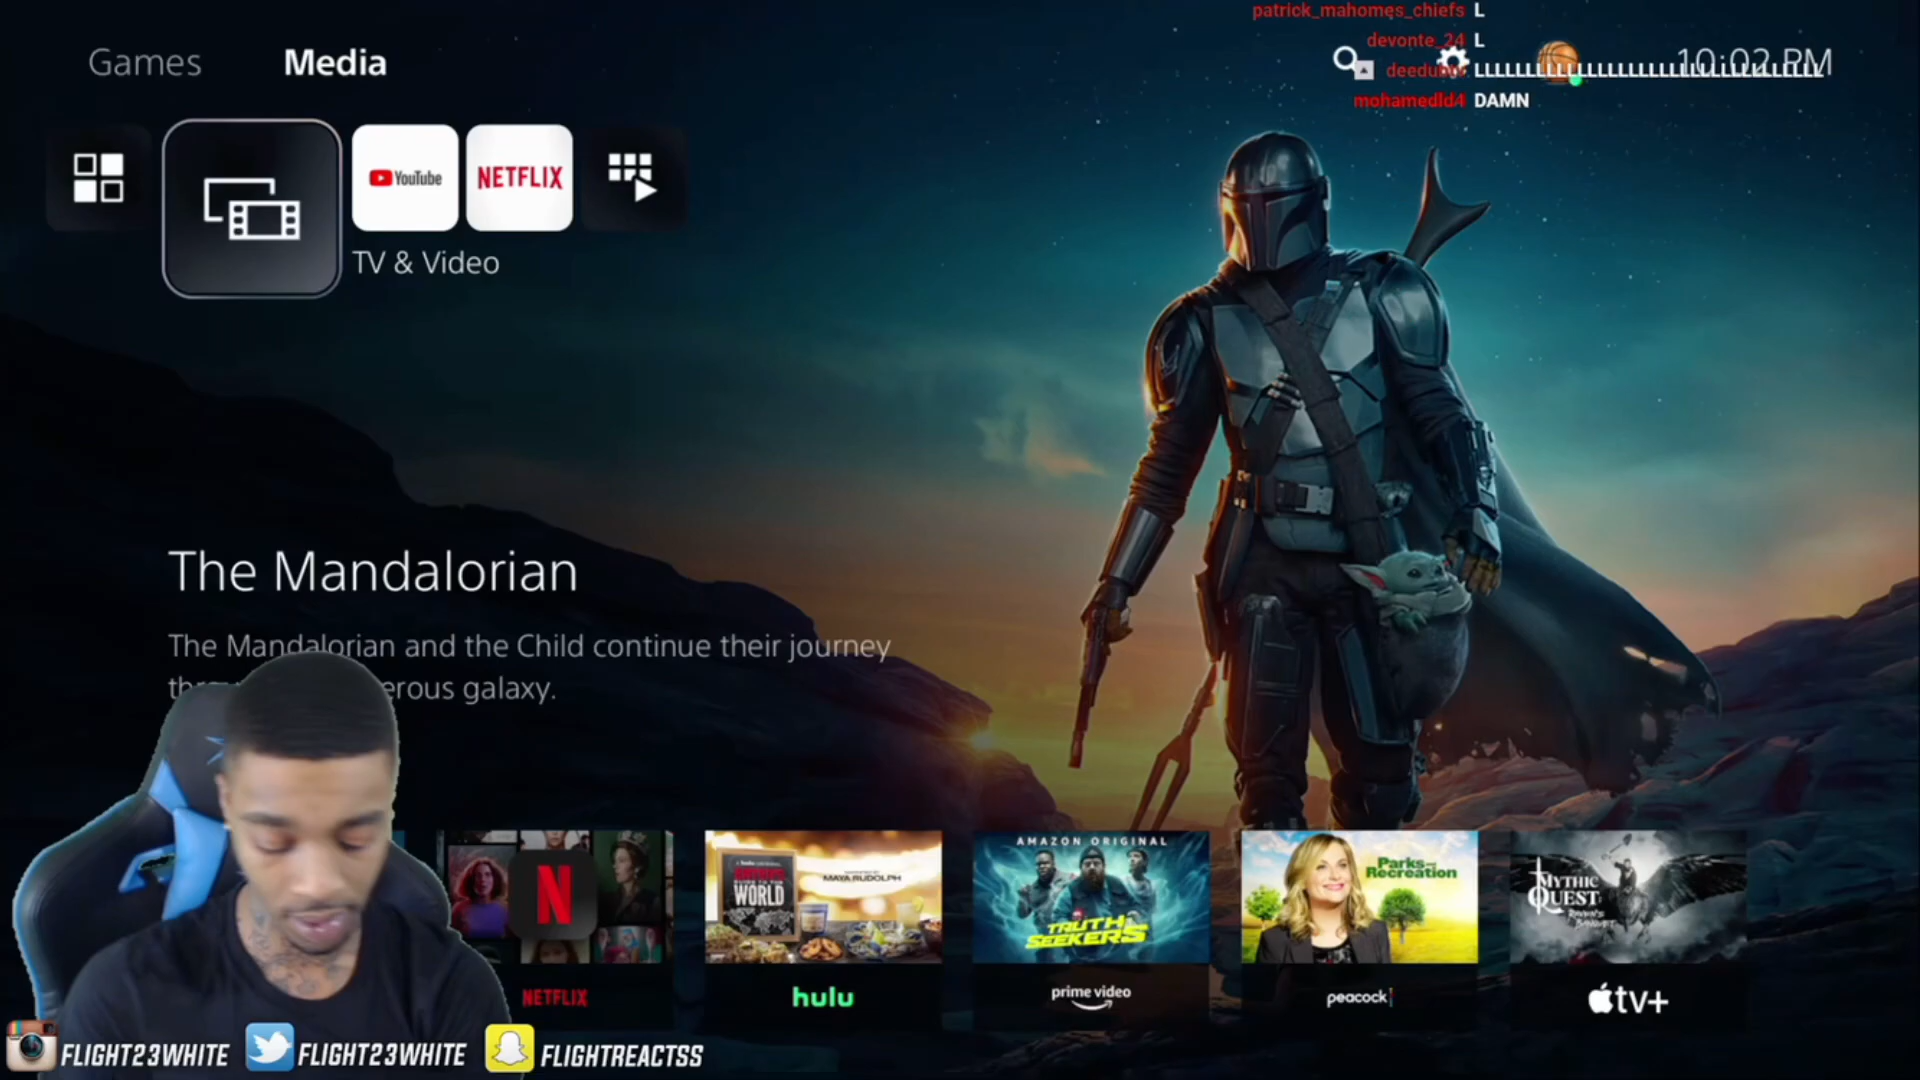 patrick_mahomes_chiefs L
devonte_24 L
LLLLLLLLLLLLLLLLLLLLLLLLLLLLLLLLL
mohamedld4 DAMN
Games
Media
10:02 PM
YouTube
NETFLIX
TV & Video
The Mandalorian
The Mandalorian and the Child continue their journey
galaxy.
N
WORLD
MAYA RUDOLPH
AMAZON ORIGINAL
TRUTH
SEEKERS
Parks and
Recreation
MYTHIC
QUEST
NETFLIX
hulu
prime video
peacock
tv+
FLIGHT23WHITE
FLIGHT23WHITE
FLIGHTREACTSS